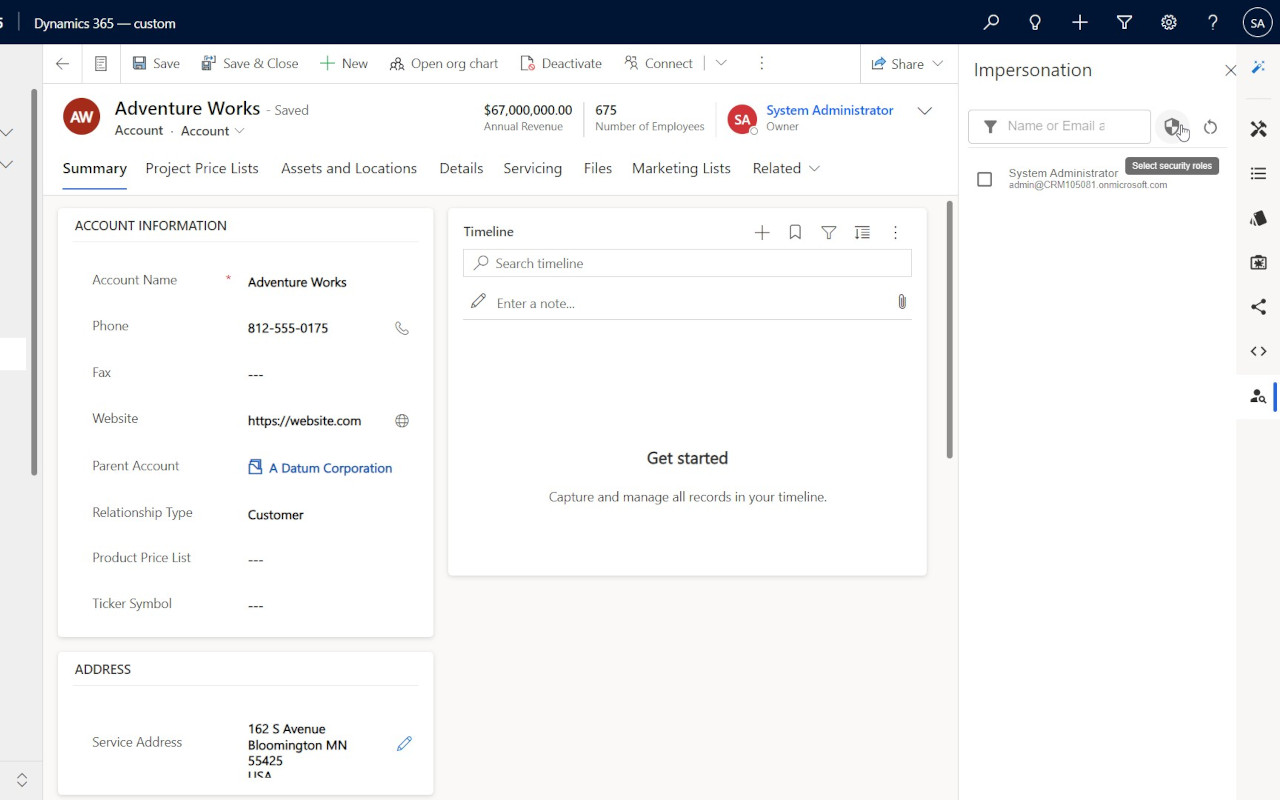 5 Dynamics 365 — custom SA
Save Save & Close New Open org chart Deactivate Connect Share
AW Adventure Works - Saved
Account · Account
$67,000,000.00
Annual Revenue
675
Number of Employees
SA System Administrator
Owner
Summary Project Price Lists Assets and Locations Details Servicing Files Marketing Lists Related
ACCOUNT INFORMATION
Account Name * Adventure Works
Phone 812-555-0175
Fax ---
Website https://website.com
Parent Account A Datum Corporation
Relationship Type Customer
Product Price List ---
Ticker Symbol ---
ADDRESS
Service Address
162 S Avenue
Bloomington MN
55425
USA
Timeline
Search timeline
Enter a note...
Get started
Capture and manage all records in your timeline.
Impersonation
Name or Email a
Select security roles
System Administrator
admin@CRM105081.onmicrosoft.com